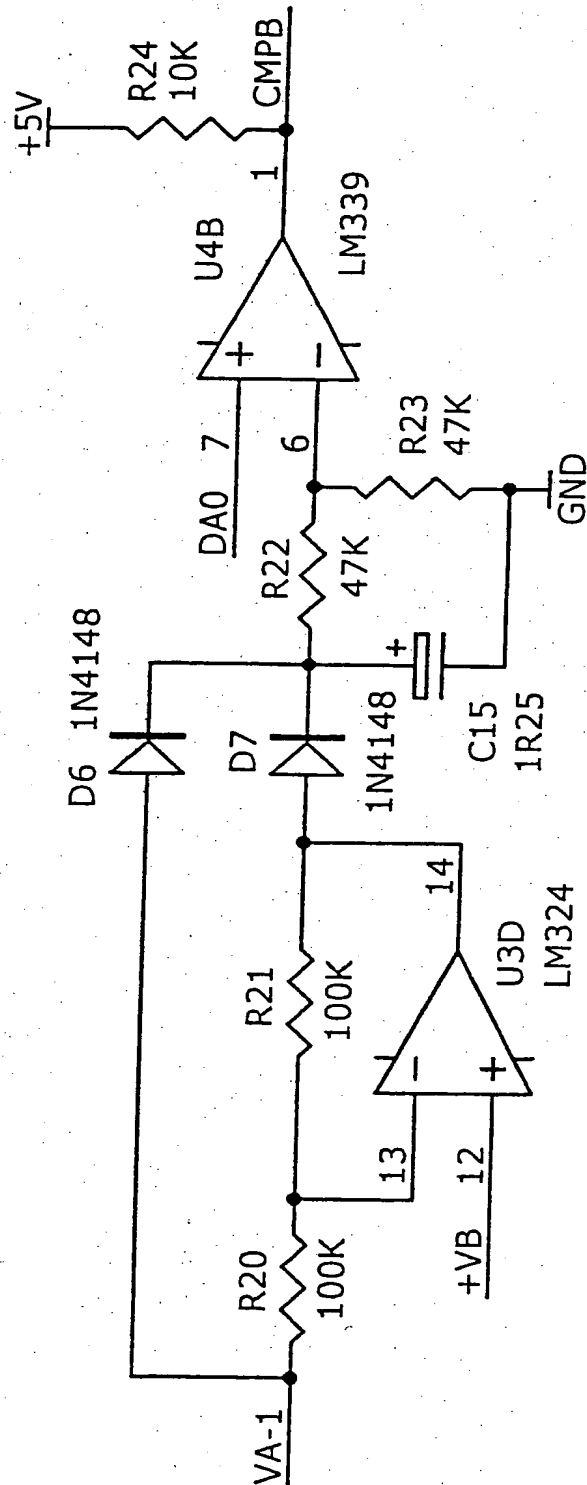 VA-1
R20
100K
+VB
13
12
R21
100K
14
U3D
LM324
D6
1N4148
D7
1N4148
C15
1R25
+
R22
47K
R23
47K
GND
DA0
7
6
+
−
−
+
U4B
LM339
1
+5V
R24
10K
CMPB